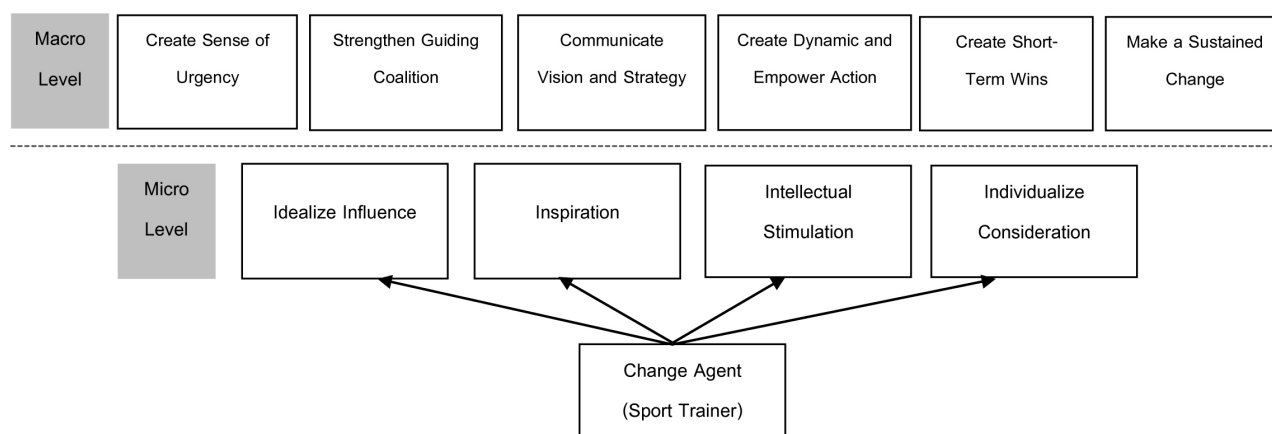 Macro
Level
Create Sense of
Urgency
Strengthen Guiding
Coalition
Communicate
Vision and Strategy
Create Dynamic and
Empower Action
Create Short-
Term Wins
Make a Sustained
Change
Micro
Level
Idealize Influence
Inspiration
Intellectual
Stimulation
Individualize
Consideration
Change Agent
(Sport Trainer)